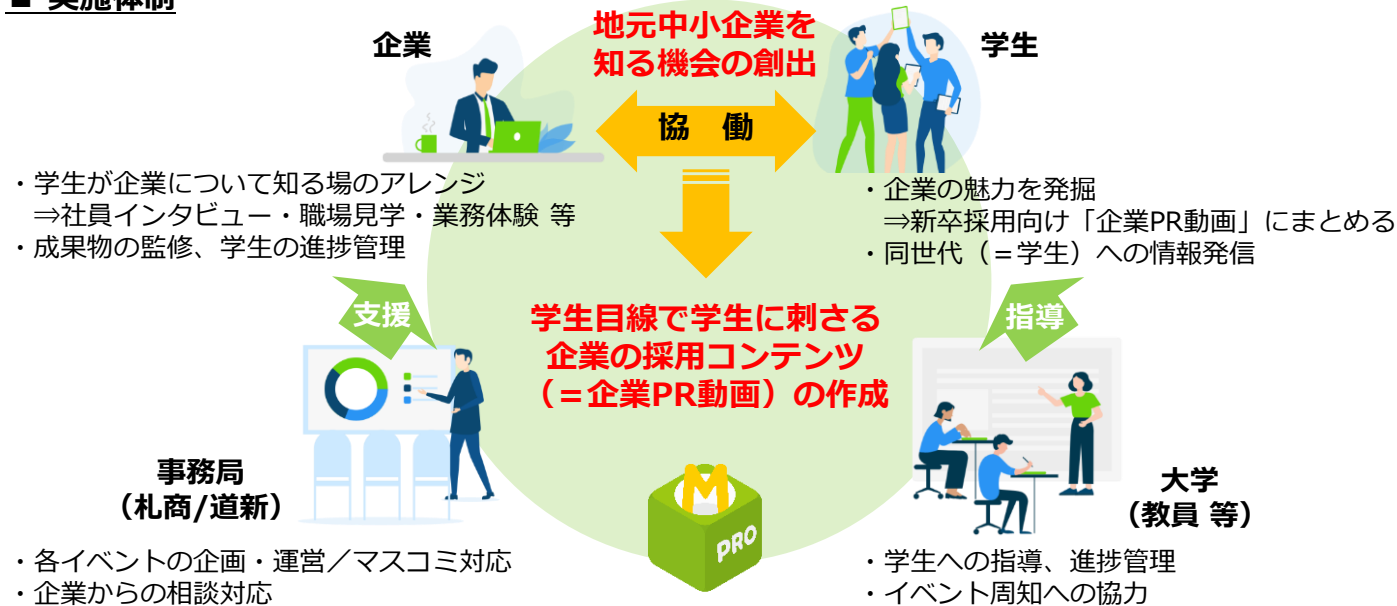 ■ 実施体制
企業
地元中小企業を
知る機会の創出
学生
協 働
・学生が企業について知る場のアレンジ
⇒社員インタビュー・職場見学・業務体験 等
・成果物の監修、学生の進捗管理
・企業の魅力を発掘
⇒新卒採用向け「企業PR動画」にまとめる
・同世代（＝学生）への情報発信
支援
学生目線で学生に刺さる
企業の採用コンテンツ
（＝企業PR動画）の作成
指導
事務局
（札商/道新）
M
PRO
大学
（教員 等）
・各イベントの企画・運営／マスコミ対応
・企業からの相談対応
・学生への指導、進捗管理
・イベント周知への協力